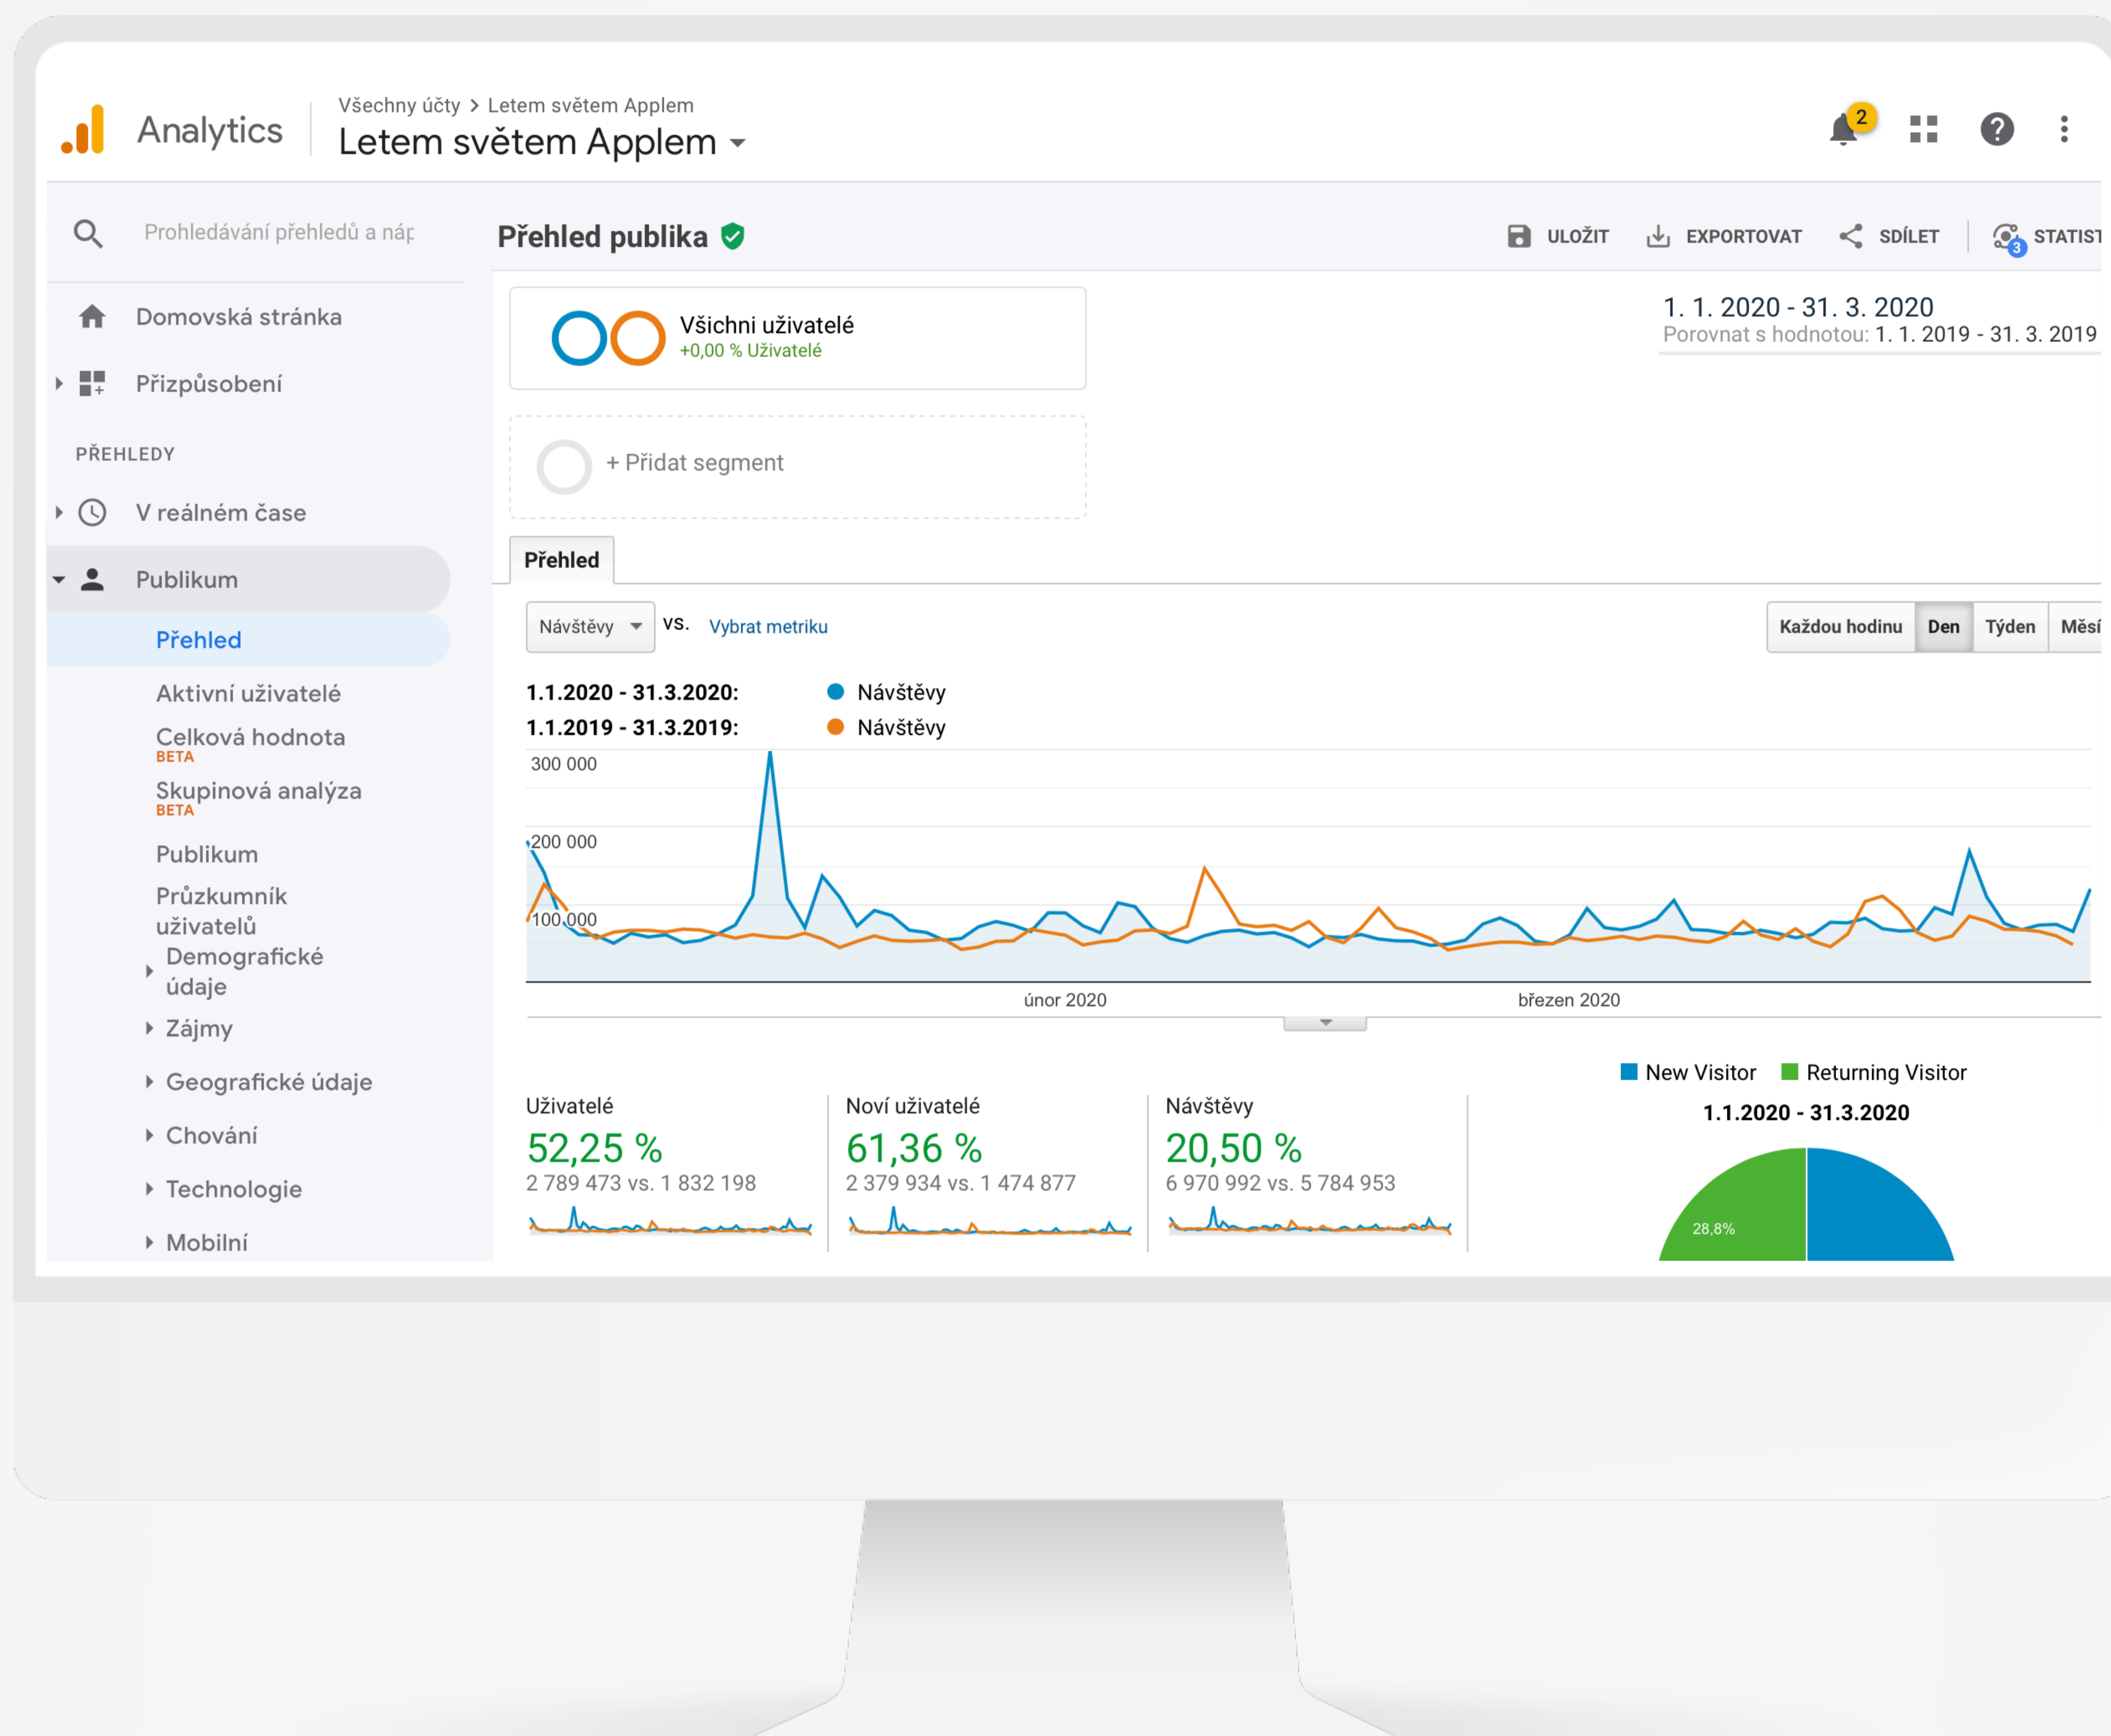 Analytics
Všechny účty > Letem světem Applem
Letem světem Applem
2
Prohledávání přehledů a náp
Domovská stránka
Přizpůsobení
PŘEHLEDY
V reálném čase
Publikum
Přehled
Aktivní uživatelé
Celková hodnota
BETA
Skupinová analýza
BETA
Publikum
Průzkumník
uživatelů
Demografické
údaje
Zájmy
Geografické údaje
Chování
Technologie
Mobilní
Přehled publika
ULOŽIT
EXPORTOVAT
SDÍLET
3
STATIST
Všichni uživatelé
+0,00 % Uživatelé
1. 1. 2020 - 31. 3. 2020
Porovnat s hodnotou: 1. 1. 2019 - 31. 3. 2019
+ Přidat segment
Přehled
Návštěvy
vs.
Vybrat metriku
Každou hodinu
Den
Týden
Měsí
1.1.2020 - 31.3.2020:
Návštěvy
1.1.2019 - 31.3.2019:
Návštěvy
300 000
200 000
100 000
únor 2020
březen 2020
Uživatelé
52,25 %
2 789 473 vs. 1 832 198
Noví uživatelé
61,36 %
2 379 934 vs. 1 474 877
Návštěvy
20,50 %
6 970 992 vs. 5 784 953
New Visitor
Returning Visitor
1.1.2020 - 31.3.2020
28,8%